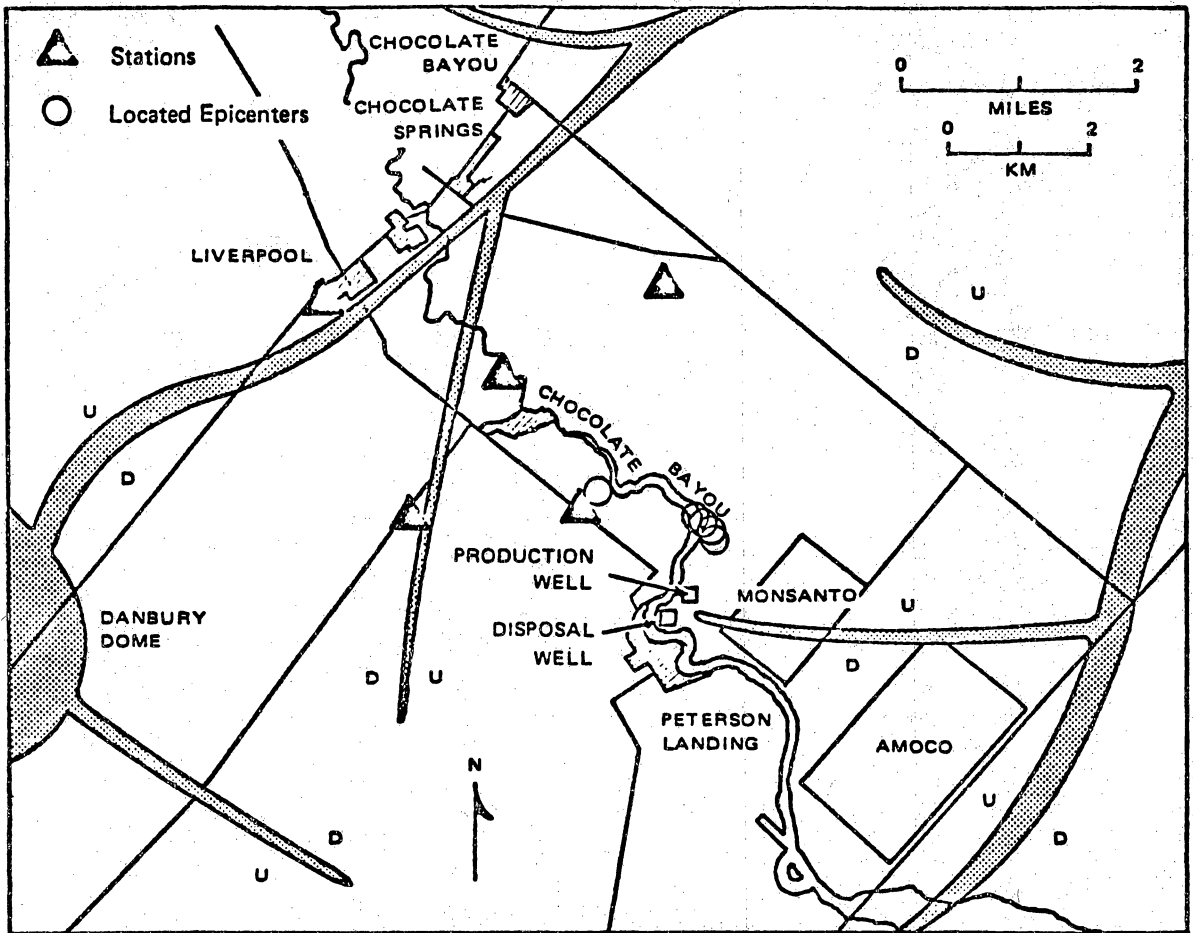 Stations
Located Epicenters
CHOCOLATE
BAYOU
CHOCOLATE
SPRINGS
0 2
MILES
0 2
KM
LIVERPOOL
U
D
U
D
CHOCOLATE
BAYOU
PRODUCTION
WELL
MONSANTO
U
D
DISPOSAL
WELL
DANBURY
DOME
D U
PETERSON
LANDING
AMOCO
N
U
D
D
U